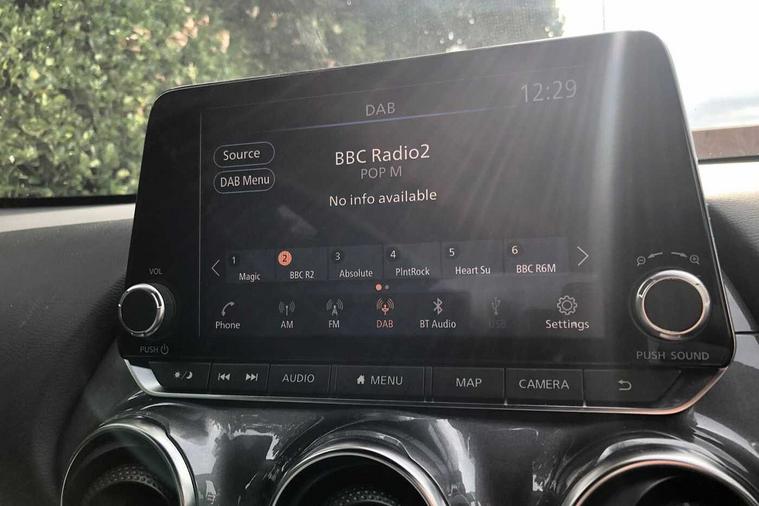 DAB
12:29
Source
DAB Menu
BBC Radio2
POP M
No info available
1
Magic
2
BBC R2
3
Absolute
4
PlntRock
5
Heart Su
6
BBC R6M
VOL
PUSH
Phone
AM
FM
DAB
BT Audio
USB
Settings
PUSH SOUND
AUDIO
MENU
MAP
CAMERA